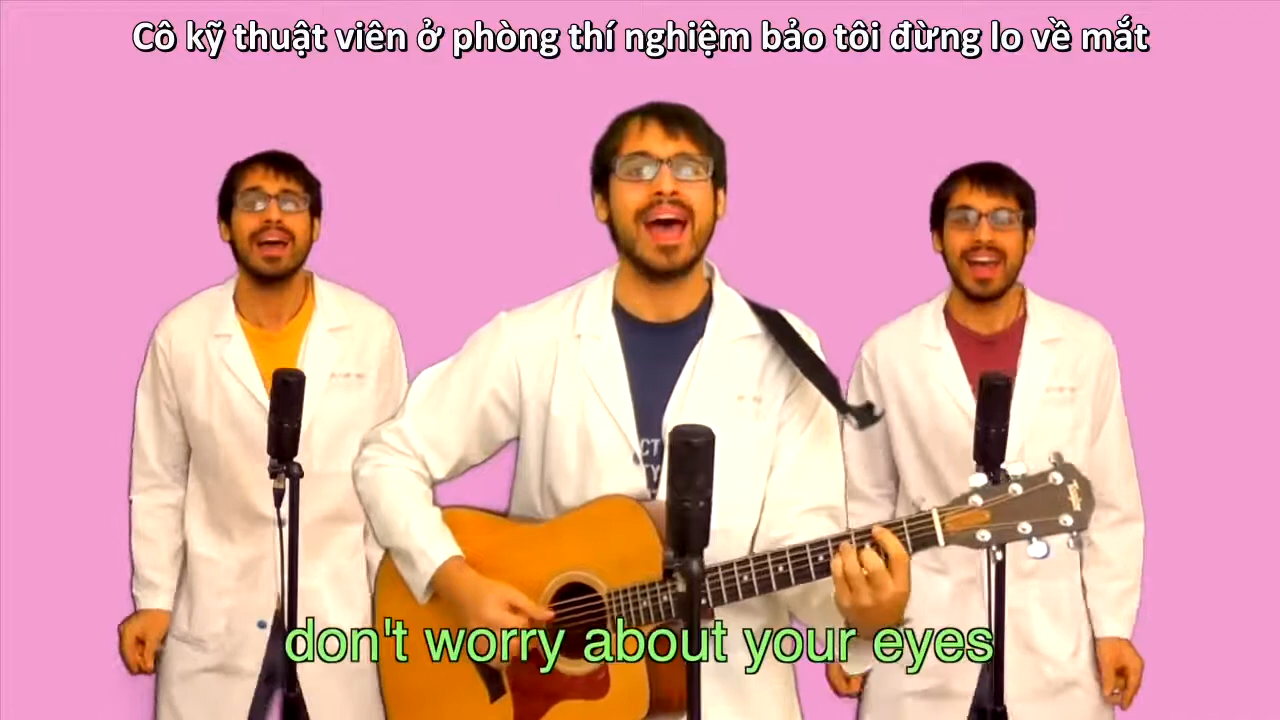 Cô kỹ thuật viên ở phòng thí nghiệm bảo tôi đừng lo về mắt
don't worry about your eyes